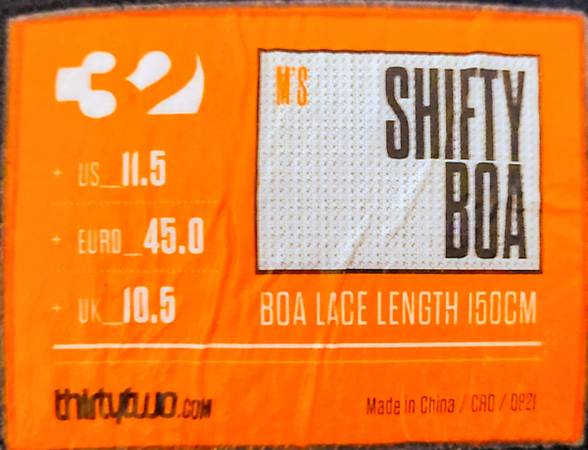 32
M'S
SHIFTY
BOA
US_11.5
EURO_45.0
UK_10.5
BOA LACE LENGTH 150CM
thirtytwo.COM
Made in China / CRO / 0821